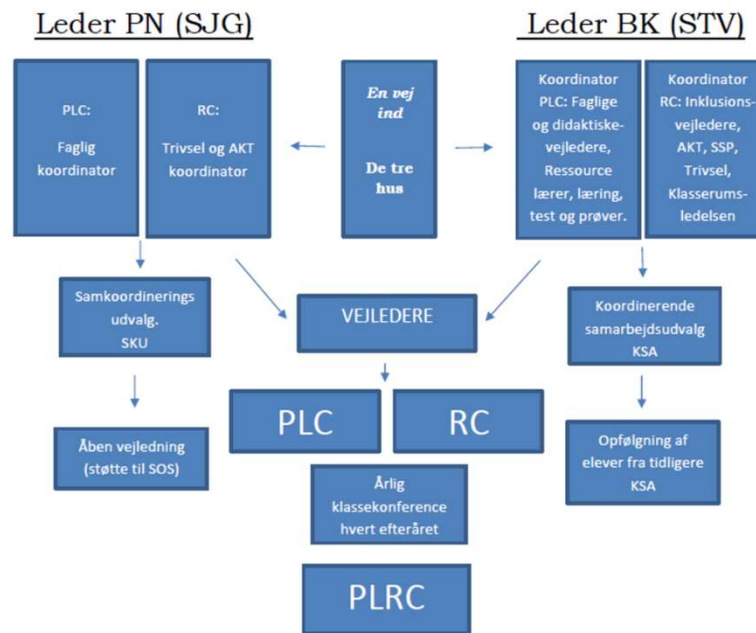 Leder PN (SJG)
Leder BK (STV)
PLC:
Faglig
koordinator
RC:
Trivsel og AKT
koordinator
En vej
ind
De tre
hus
Koordinator
PLC: Faglige
og didaktiske-
vejledere,
Ressource
lærer, læring,
test og prøver.
Koordinator
RC: Inklusions-
vejledere,
AKT, SSP,
Trivsel,
Klasserums-
ledelsen
Samkoordinerings
udvalg.
SKU
VEJLEDERE
Koordinerende
samarbejdsudvalg
KSA
Åben vejledning
(støtte til SOS)
PLC
RC
Opfølgning af
elever fra tidligere
KSA
Årlig
klassekonference
hvert efteråret
PLRC